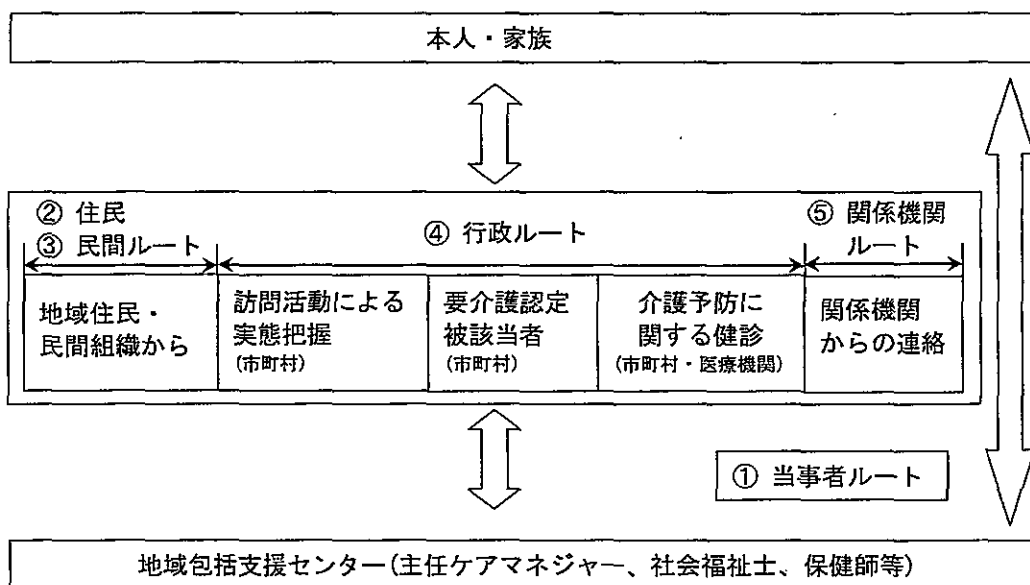 本人・家族
② 住民
③ 民間ルート
④ 行政ルート
⑤ 関係機関
ルート
地域住民・
民間組織から
訪問活動による
実態把握
(市町村)
要介護認定
被該当者
(市町村)
介護予防に
関する健診
(市町村・医療機関)
関係機関
からの連絡
① 当事者ルート
地域包括支援センター(主任ケアマネジャー、社会福祉士、保健師等)